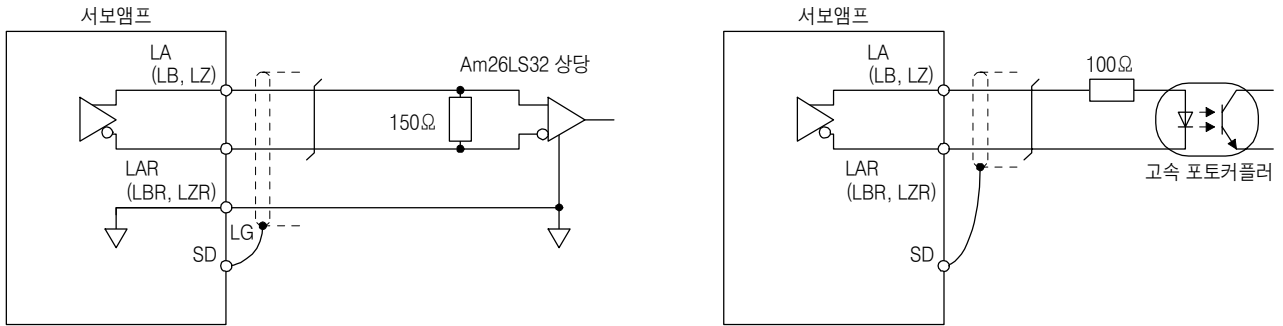 서보앰프
LA
(LB, LZ)
Am26LS32 상당
150Ω
LAR
(LBR, LZR)
LG
SD
서보앰프
LA
(LB, LZ)
100Ω
고속 포토커플러
LAR
(LBR, LZR)
SD